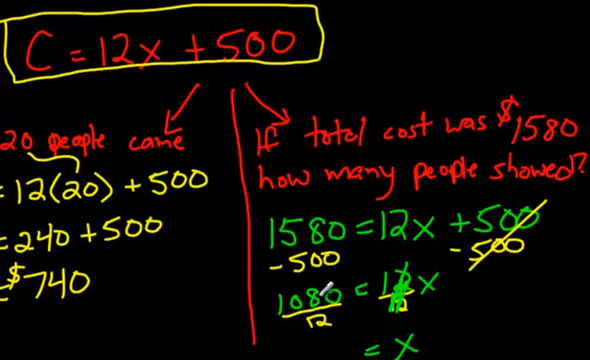 C = 12x + 500
20 people came
= 12(20) + 500
= 240 + 500
= $740
If total cost was $1580
how many people showed?
1580 = 12x + 500
-500 -500
1080 = 12x
12 12
= x